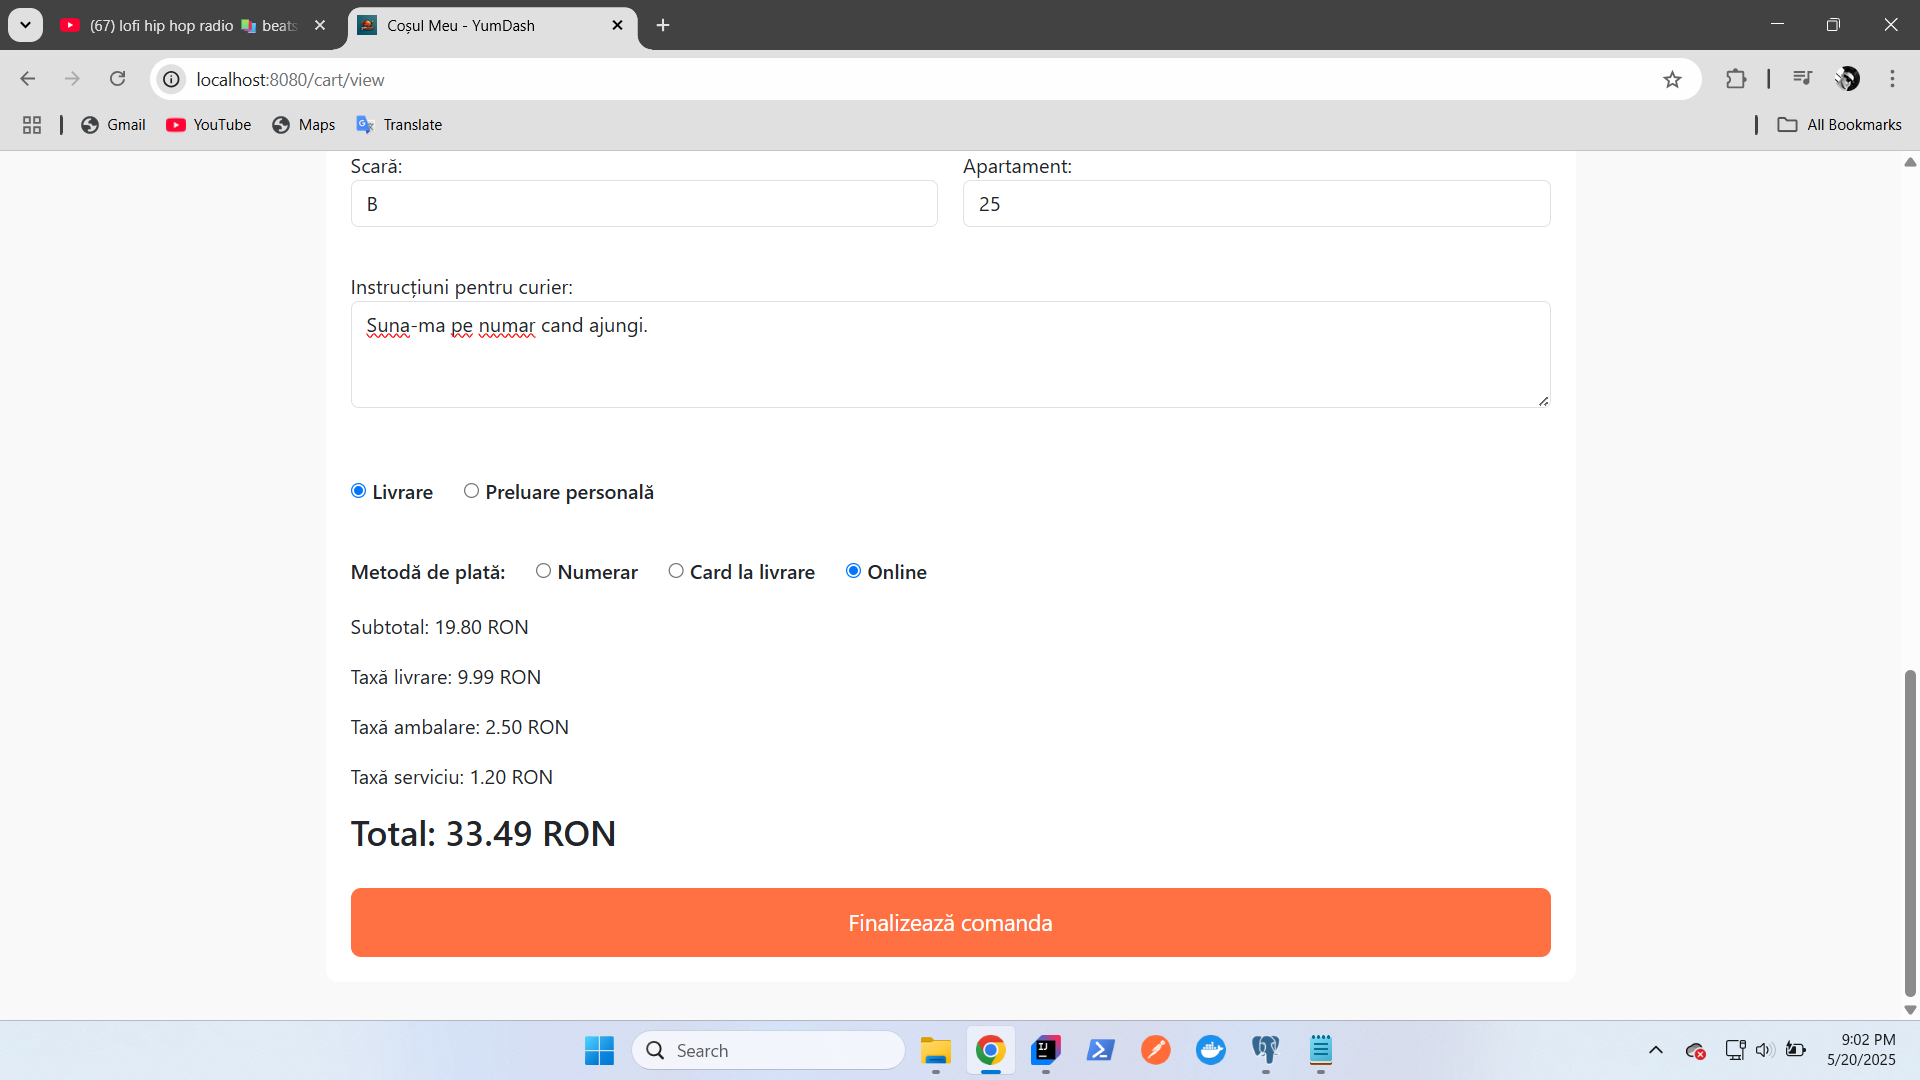 (67) lofi hip hop radio 📚 beats
Coșul Meu - YumDash
localhost:8080/cart/view
Gmail
YouTube
Maps
Translate
All Bookmarks
Scară:
Apartament:
B
25
Instrucțiuni pentru curier:
Suna-ma pe numar cand ajungi.
Livrare
Preluare personală
Metodă de plată:
Numerar
Card la livrare
Online
Subtotal: 19.80 RON
Taxă livrare: 9.99 RON
Taxă ambalare: 2.50 RON
Taxă serviciu: 1.20 RON
Total: 33.49 RON
Finalizează comanda
Search
9:02 PM
5/20/2025